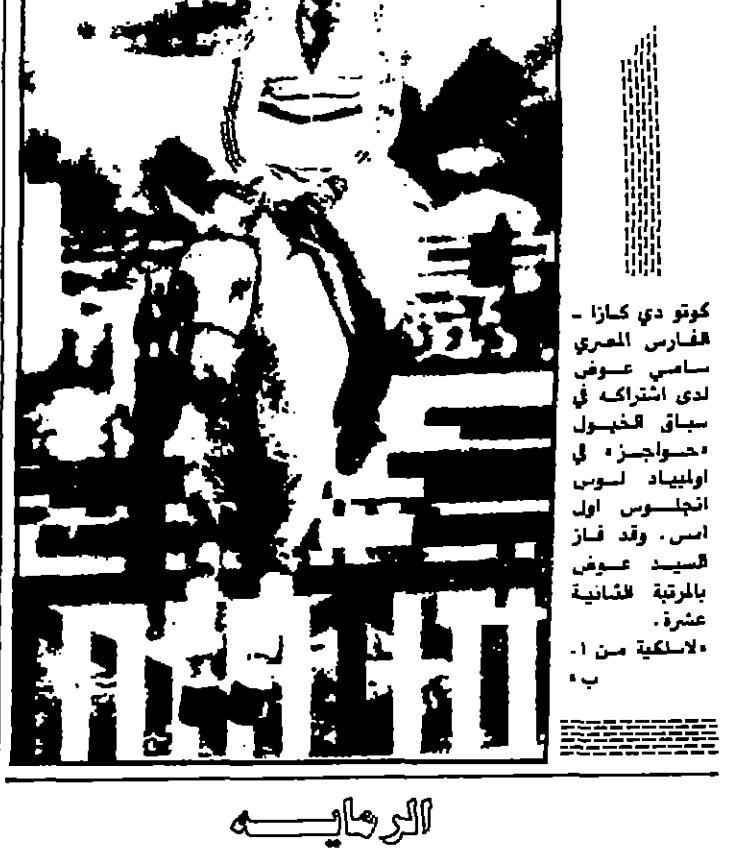 كوتو دي كازا -
الفارس المصري
سامي عوض
لدى اشتراكه في
سباق الخيول
«حواجز» في
اولمبياد لوس
انجلوس اول
امس. وقد فاز
السيد عوض
بالمرتبة الثانية
عشرة.
«لاسلكية من ا.
ب»
الرمايه